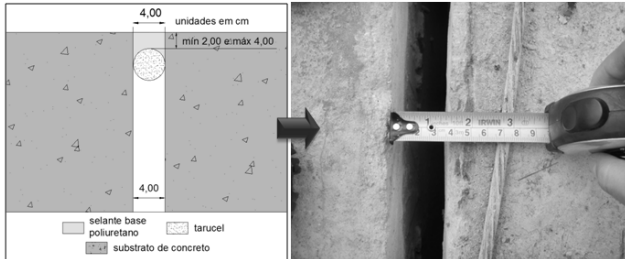 4,00
unidades em cm
mín 2,00 e máx 4,00
4,00
selante base
poliuretano
tarucel
substrato de concreto
1 2 3
3 4 5 6 7 8 9